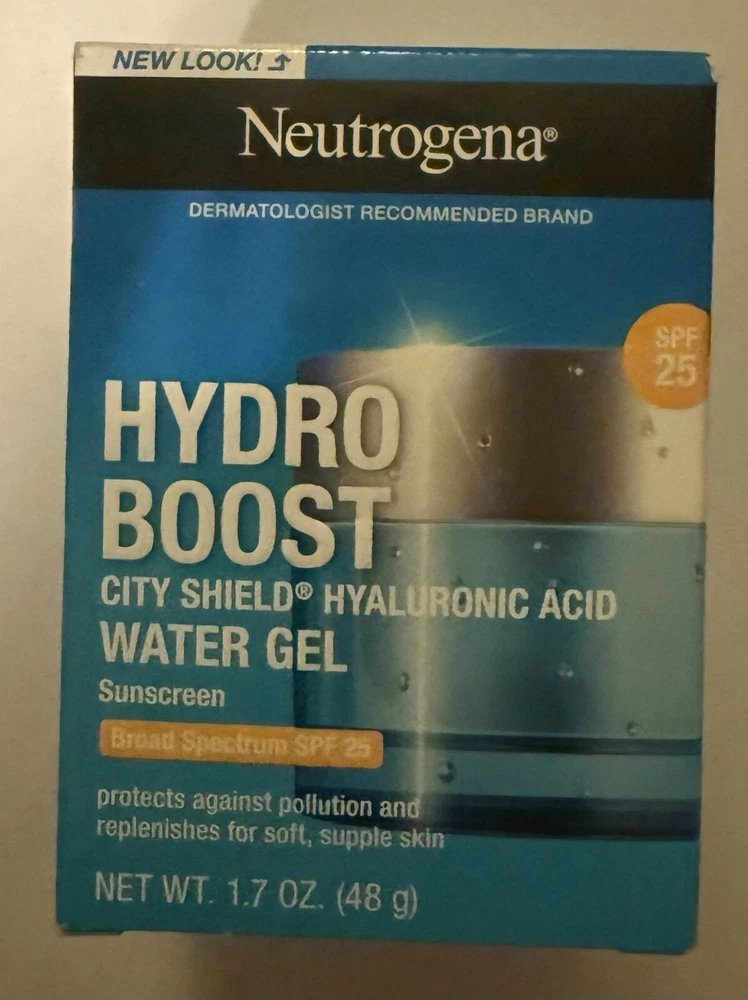 NEW LOOK!
Neutrogena®
DERMATOLOGIST RECOMMENDED BRAND
SPF
25
HYDRO
BOOST
CITY SHIELD® HYALURONIC ACID
WATER GEL
Sunscreen
Broad Spectrum SPF 25
protects against pollution and
replenishes for soft, supple skin
NET WT. 1.7 OZ. (48 g)